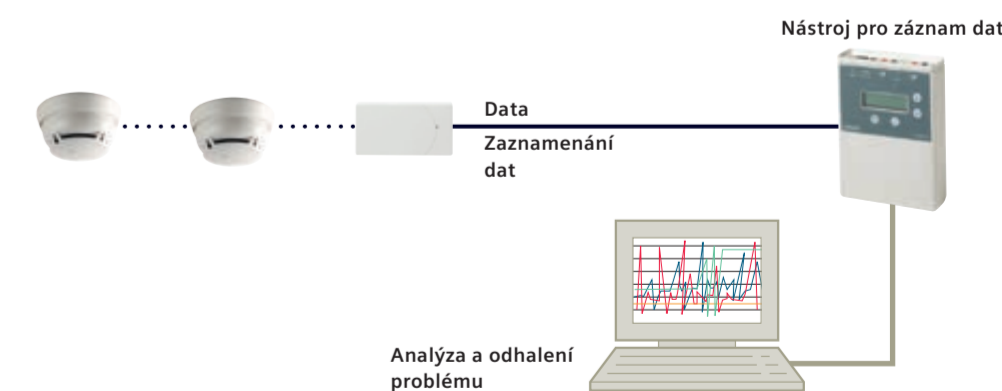 Nástroj pro záznam dat
Data
Zaznamenání
dat
Analýza a odhalení
problému